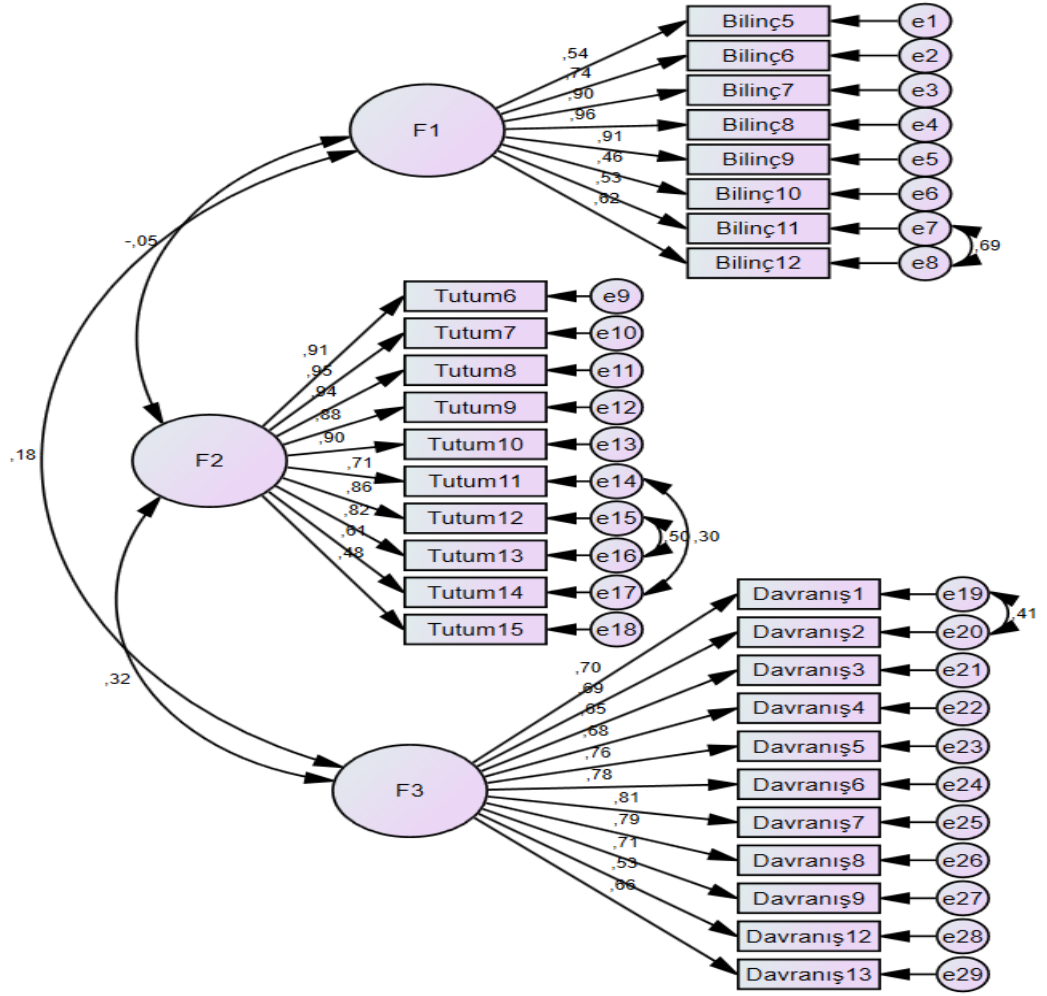 Bilinç5 e1
,54
Bilinç6 e2
,74
Bilinç7 e3
,90
Bilinç8 e4
,96
F1
Bilinç9 e5
,91
Bilinç10 e6
,46
Bilinç11 e7
,53
Bilinç12 e8
,62
,69
-,05
Tutum6 e9
,91
Tutum7 e10
,95
Tutum8 e11
,94
Tutum9 e12
,88
Tutum10 e13
,90
F2
,18
Tutum11 e14
,71
Tutum12 e15
,86
Tutum13 e16
,82
Tutum14 e17
,61
Tutum15 e18
,48
,50
,30
,32
Davranış1 e19
,70
Davranış2 e20
,69
,41
Davranış3 e21
,65
Davranış4 e22
,68
Davranış5 e23
,76
Davranış6 e24
,78
F3
Davranış7 e25
,81
Davranış8 e26
,79
Davranış9 e27
,71
Davranış12 e28
,53
Davranış13 e29
,66